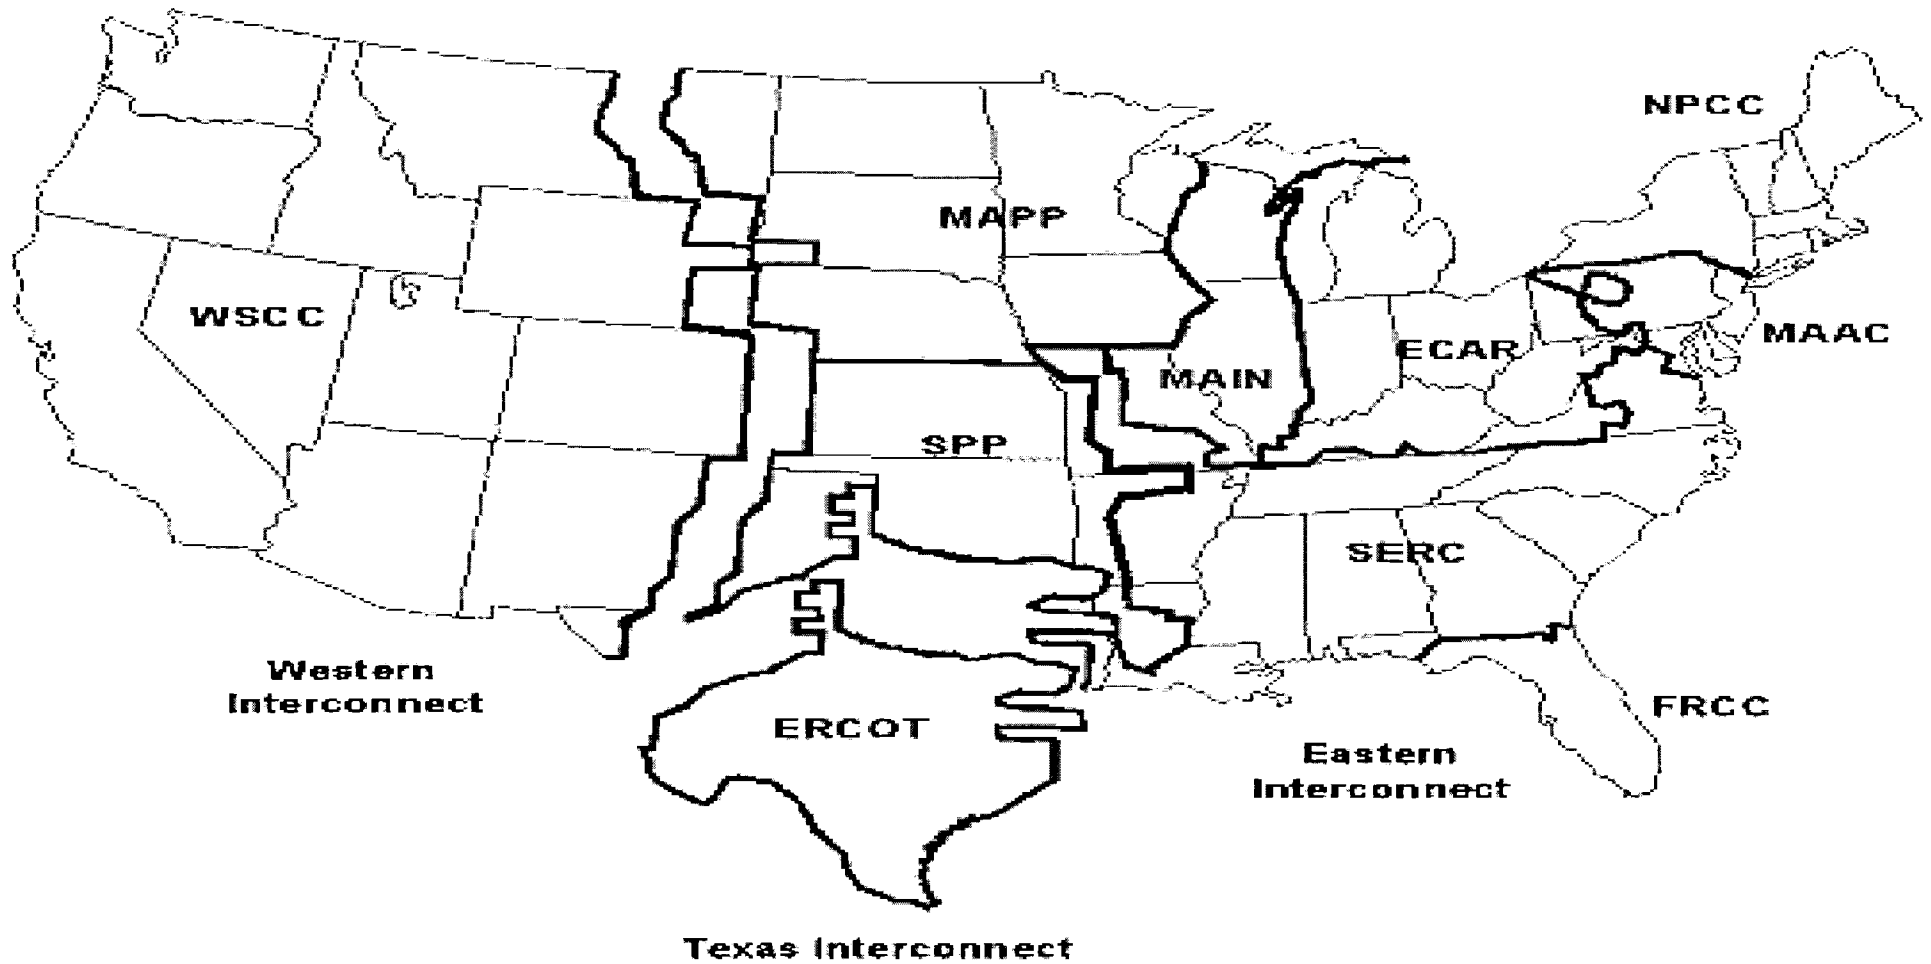 NPCC
MAPP
WSCC
MAAC
ECAR
MAIN
SPP
SERC
Western
Interconnect
FRCC
ERCOT
Eastern
Interconnect
Texas Interconnect